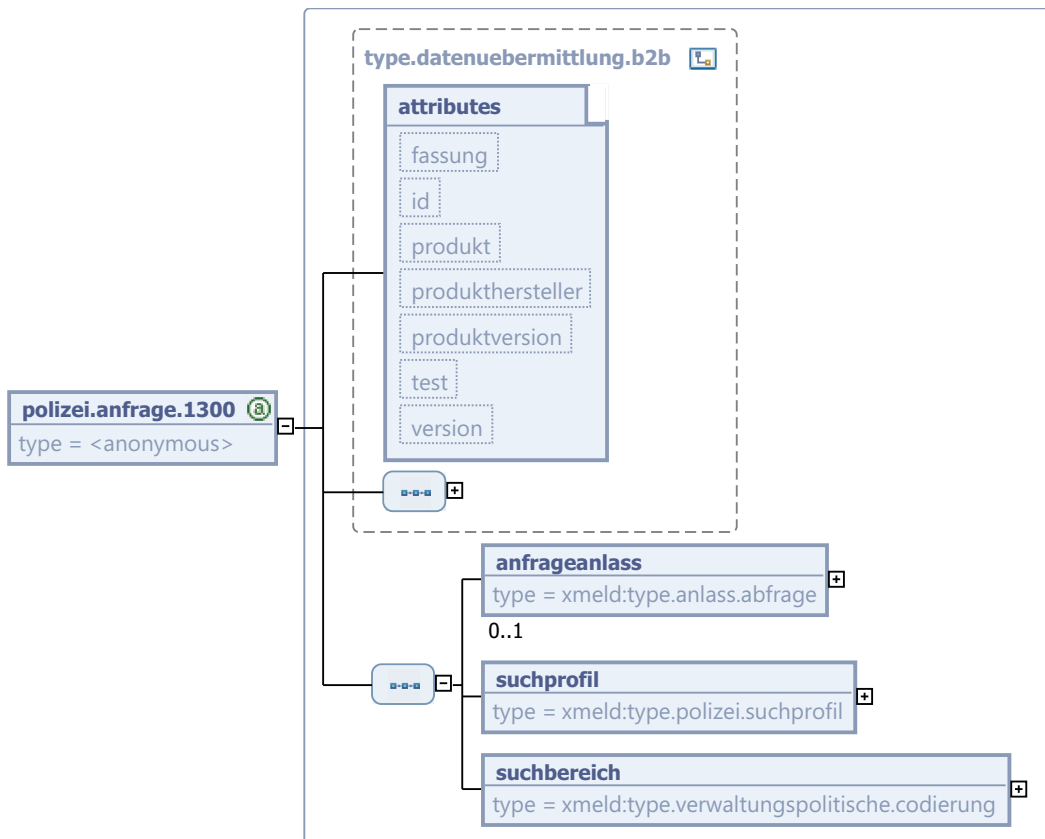 type.datenuebermittlung.b2b
attributes
fassung
id
produkt
produkthersteller
produktversion
test
version
polizei.anfrage.1300 @
type = <anonymous>
anfrageanlass
type = xmeld:type.anlass.abfrage
0..1
suchprofil
type = xmeld:type.polizei.suchprofil
suchbereich
type = xmeld:type.verwaltungspolitische.codierung